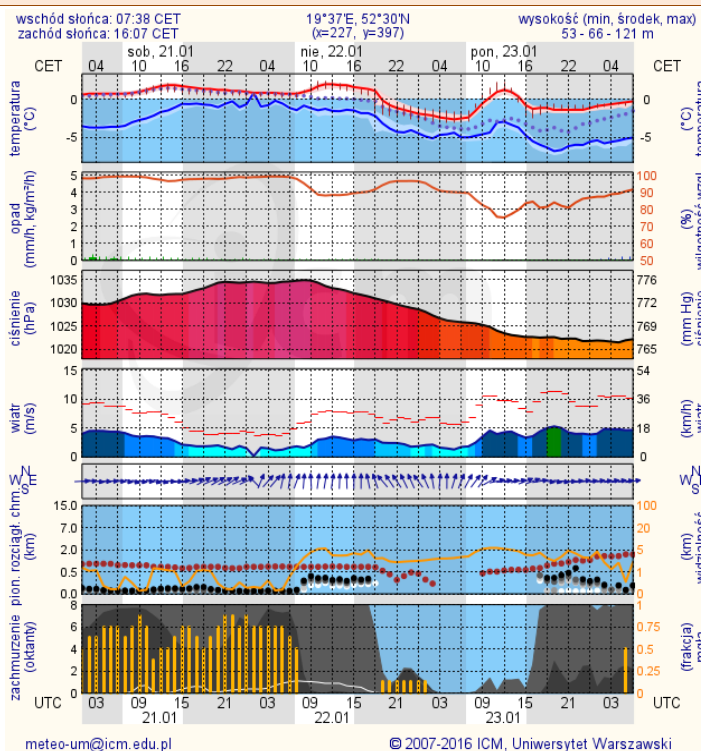 wschód słońca: 07:38 CET 19°37'E, 52°30'N wysokość (min, środek, max)
zachód słońca: 16:07 CET (x=227, y=397) 53 - 66 - 121 m
sob, 21.01 nie, 22.01 pon, 23.01
CET 04 10 16 22 04 10 16 22 04 10 16 22 04 CET
temperatura
(°C)
0
-5
0
-5
temperatura
(°C)
opad
(mm/h, kg/m²/h)
5
4
3
2
1
0
100
90
80
70
60
50
(%)
wilgotność wzgl.
ciśnienie
(hPa)
1035
1030
1025
1020
776
772
769
765
(mm Hg)
ciśnienie
wiatr
(m/s)
15
10
5
0
54
36
18
0
(km/h)
wiatr
N
W E
S
N
W E
S
pion. rozciągł. chm.
(km)
15.0
7.0
2.0
0.5
0.0
100
20
5
1
0
(km)
widzialność
zachmurzenie
(oktanty)
8
6
4
2
0
1
0.75
0.5
0.25
0
(frakcja)
mgła
UTC 03 09 15 21 03 09 15 21 03 09 15 21 03 UTC
21.01 22.01 23.01
meteo-um@icm.edu.pl © 2007-2016 ICM, Uniwersytet Warszawski